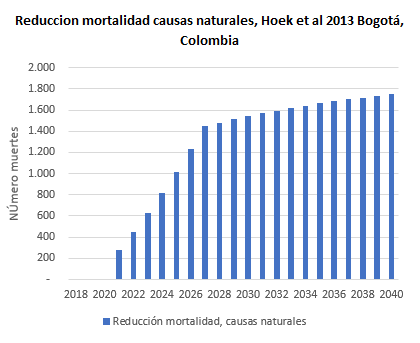 Reduccion mortalidad causas naturales, Hoek et al 2013 Bogotá,
Colombia
NÚmero muertes
2.000
1.800
1.600
1.400
1.200
1.000
800
600
400
200
-
2018 2020 2022 2024 2026 2028 2030 2032 2034 2036 2038 2040
Reducción mortalidad, causas naturales